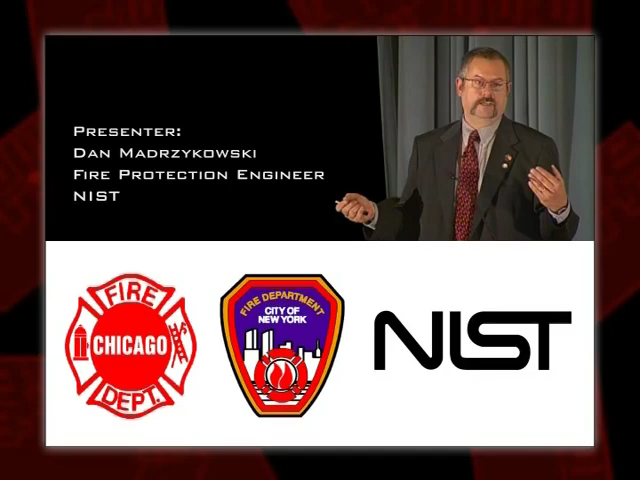 Presenter:
Dan Madrzykowski
Fire Protection Engineer
NIST
FIRE
CHICAGO
DEPT.
FIRE DEPARTMENT
CITY OF
NEW YORK
NIST